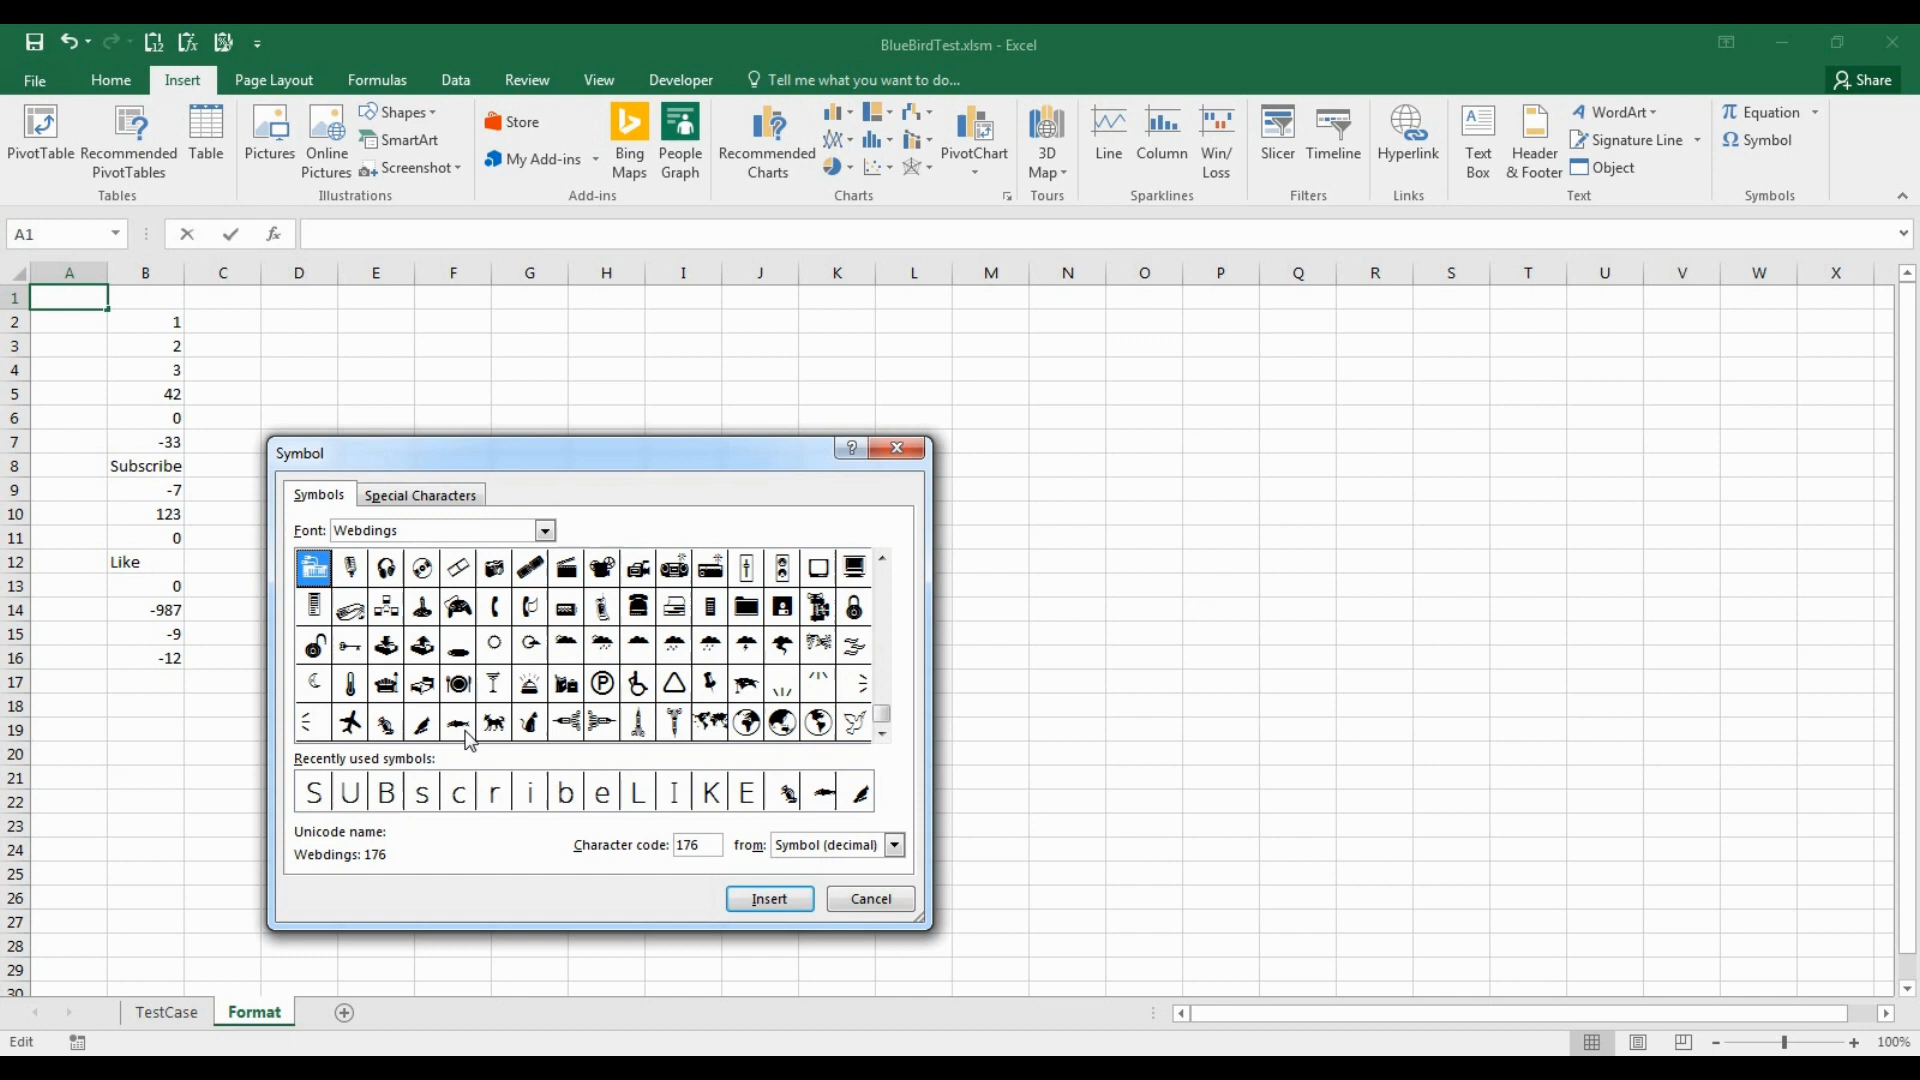 BlueBirdTest.xlsm - Excel
File Home Insert Page Layout Formulas Data Review View Developer Tell me what you want to do... Share
PivotTable
Recommended
PivotTables
Table
Tables
Pictures
Online
Pictures
Shapes
SmartArt
Screenshot
Illustrations
Store
My Add-ins
Bing
Maps
People
Graph
Add-ins
Recommended
Charts
PivotChart
Charts
3D
Map
Tours
Line
Column
Win/
Loss
Sparklines
Slicer
Timeline
Filters
Hyperlink
Links
Text
Box
Header
& Footer
WordArt
Signature Line
Object
Text
π Equation
Ω Symbol
Symbols
A1
fx
A B C D E F G H I J K L M N O P Q R S T U V W X
1
2 1
3 2
4 3
5 42
6 0
7 -33
8 Subscribe
9 -7
10 123
11 0
12 Like
13 0
14 -987
15 -9
16 -12
17
18
19
20
21
22
23
24
25
26
27
28
29
30
Symbol
Symbols Special Characters
Font: Webdings
Recently used symbols:
S U B s c r i b e L I K E
Unicode name:
Webdings: 176
Character code: 176 from: Symbol (decimal)
Insert Cancel
TestCase Format
Edit
100%